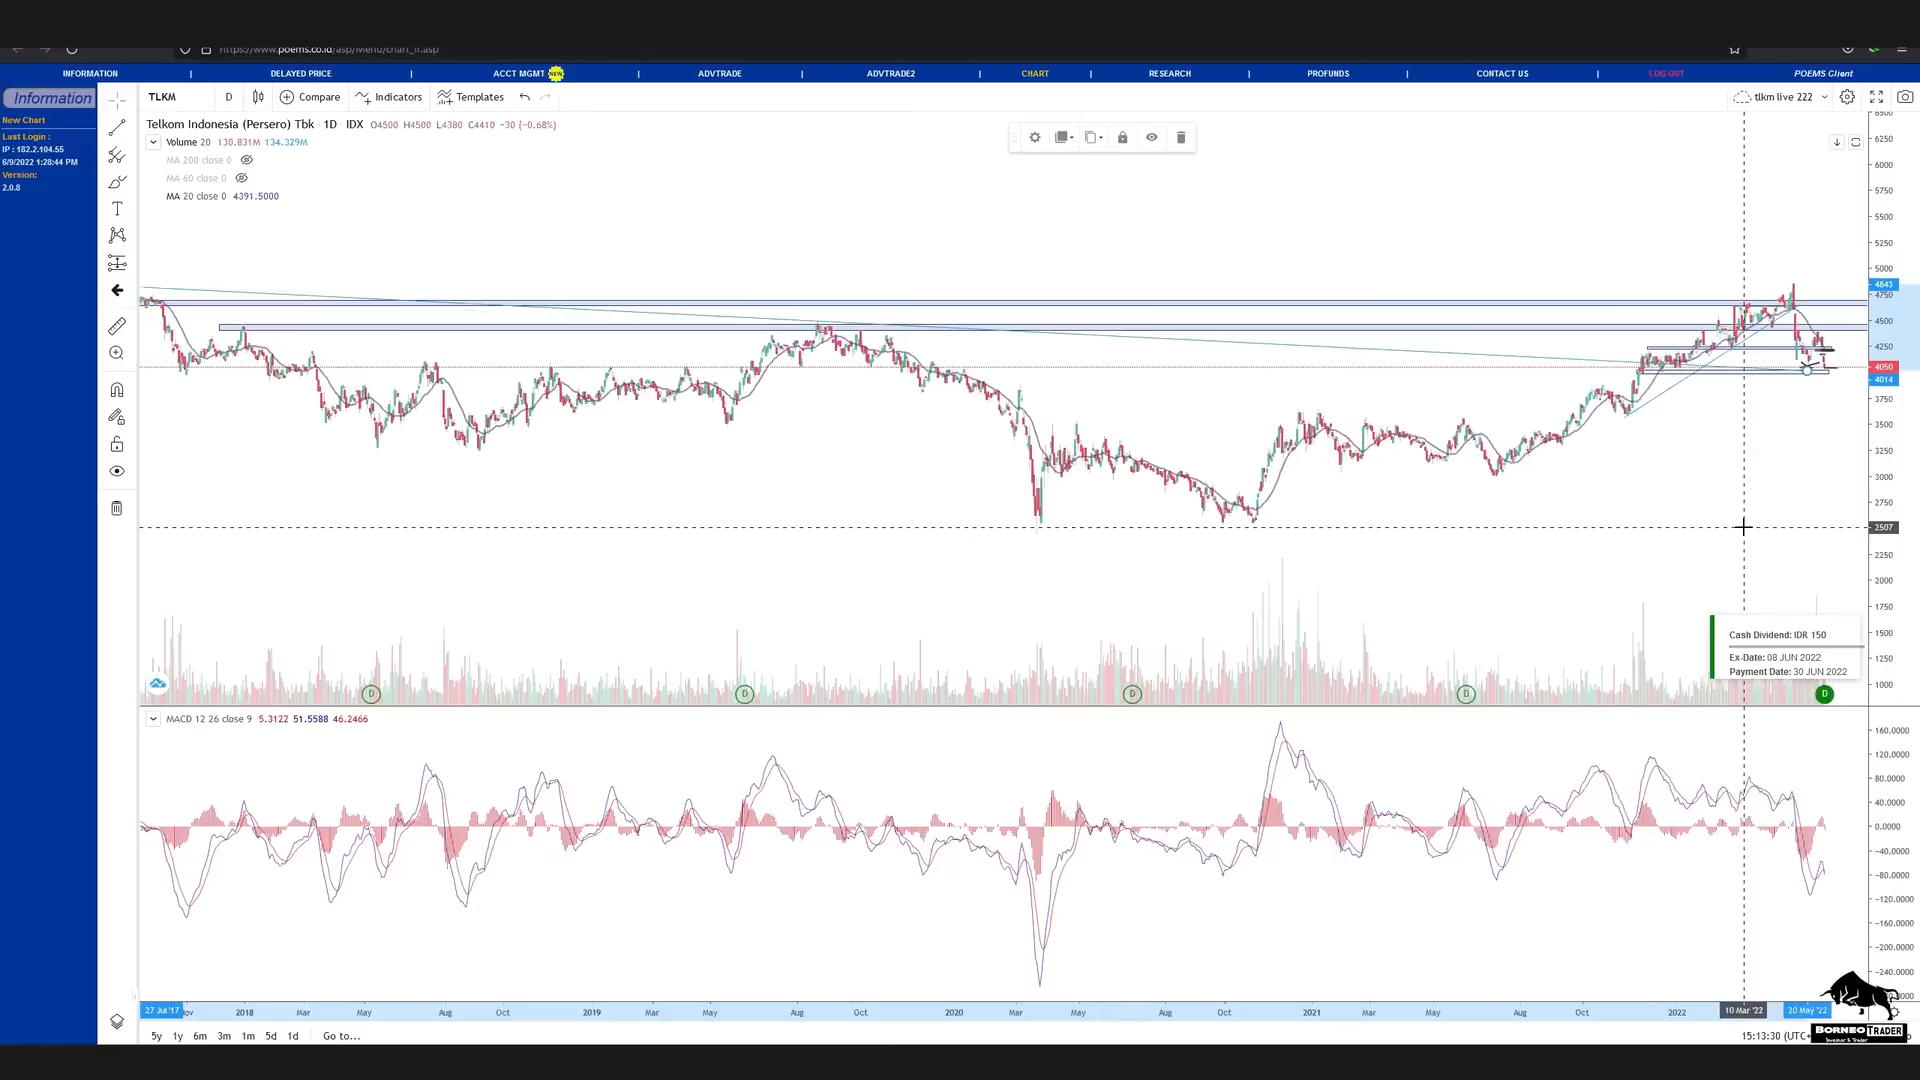 https://www.poems.co.id/asp/Menu/chart_fr.asp
INFORMATION | DELAYED PRICE | ACCT MGMT NEW | ADVTRADE | ADVTRADE2 | CHART | RESEARCH | PROFUNDS | CONTACT US | LOG OUT POEMS Client
Information
New Chart
Last Login :
IP : 182.2.104.55
6/9/2022 1:28:44 PM
Version:
2.0.8
TLKM D Compare Indicators Templates tlkm live 222
Telkom Indonesia (Persero) Tbk 1D IDX O4500 H4500 L4380 C4410 -30 (-0.68%)
Volume 20 130.831M 134.329M
MA 200 close 0
MA 60 close 0
MA 20 close 0 4391.5000
6500
6250
6000
5750
5500
5250
5000
4843
4750
4500
4250
4050
4014
3750
3500
3250
3000
2750
2507
2250
2000
1750
1500
1250
1000
Cash Dividend: IDR 150
Ex-Date: 08 JUN 2022
Payment Date: 30 JUN 2022
D D D D D
MACD 12 26 close 9 5.3122 51.5588 46.2466
160.0000
120.0000
80.0000
40.0000
0.0000
-40.0000
-80.0000
-120.0000
-160.0000
-200.0000
-240.0000
27 Jul '17 2018 Mar May Aug Oct 2019 Mar May Aug Oct 2020 Mar May Aug Oct 2021 Mar May Aug Oct 2022 10 Mar '22 20 May '22
5y 1y 6m 3m 1m 5d 1d Go to... 15:13:30 (UTC+
BORNEO TRADER
Investor & Trader